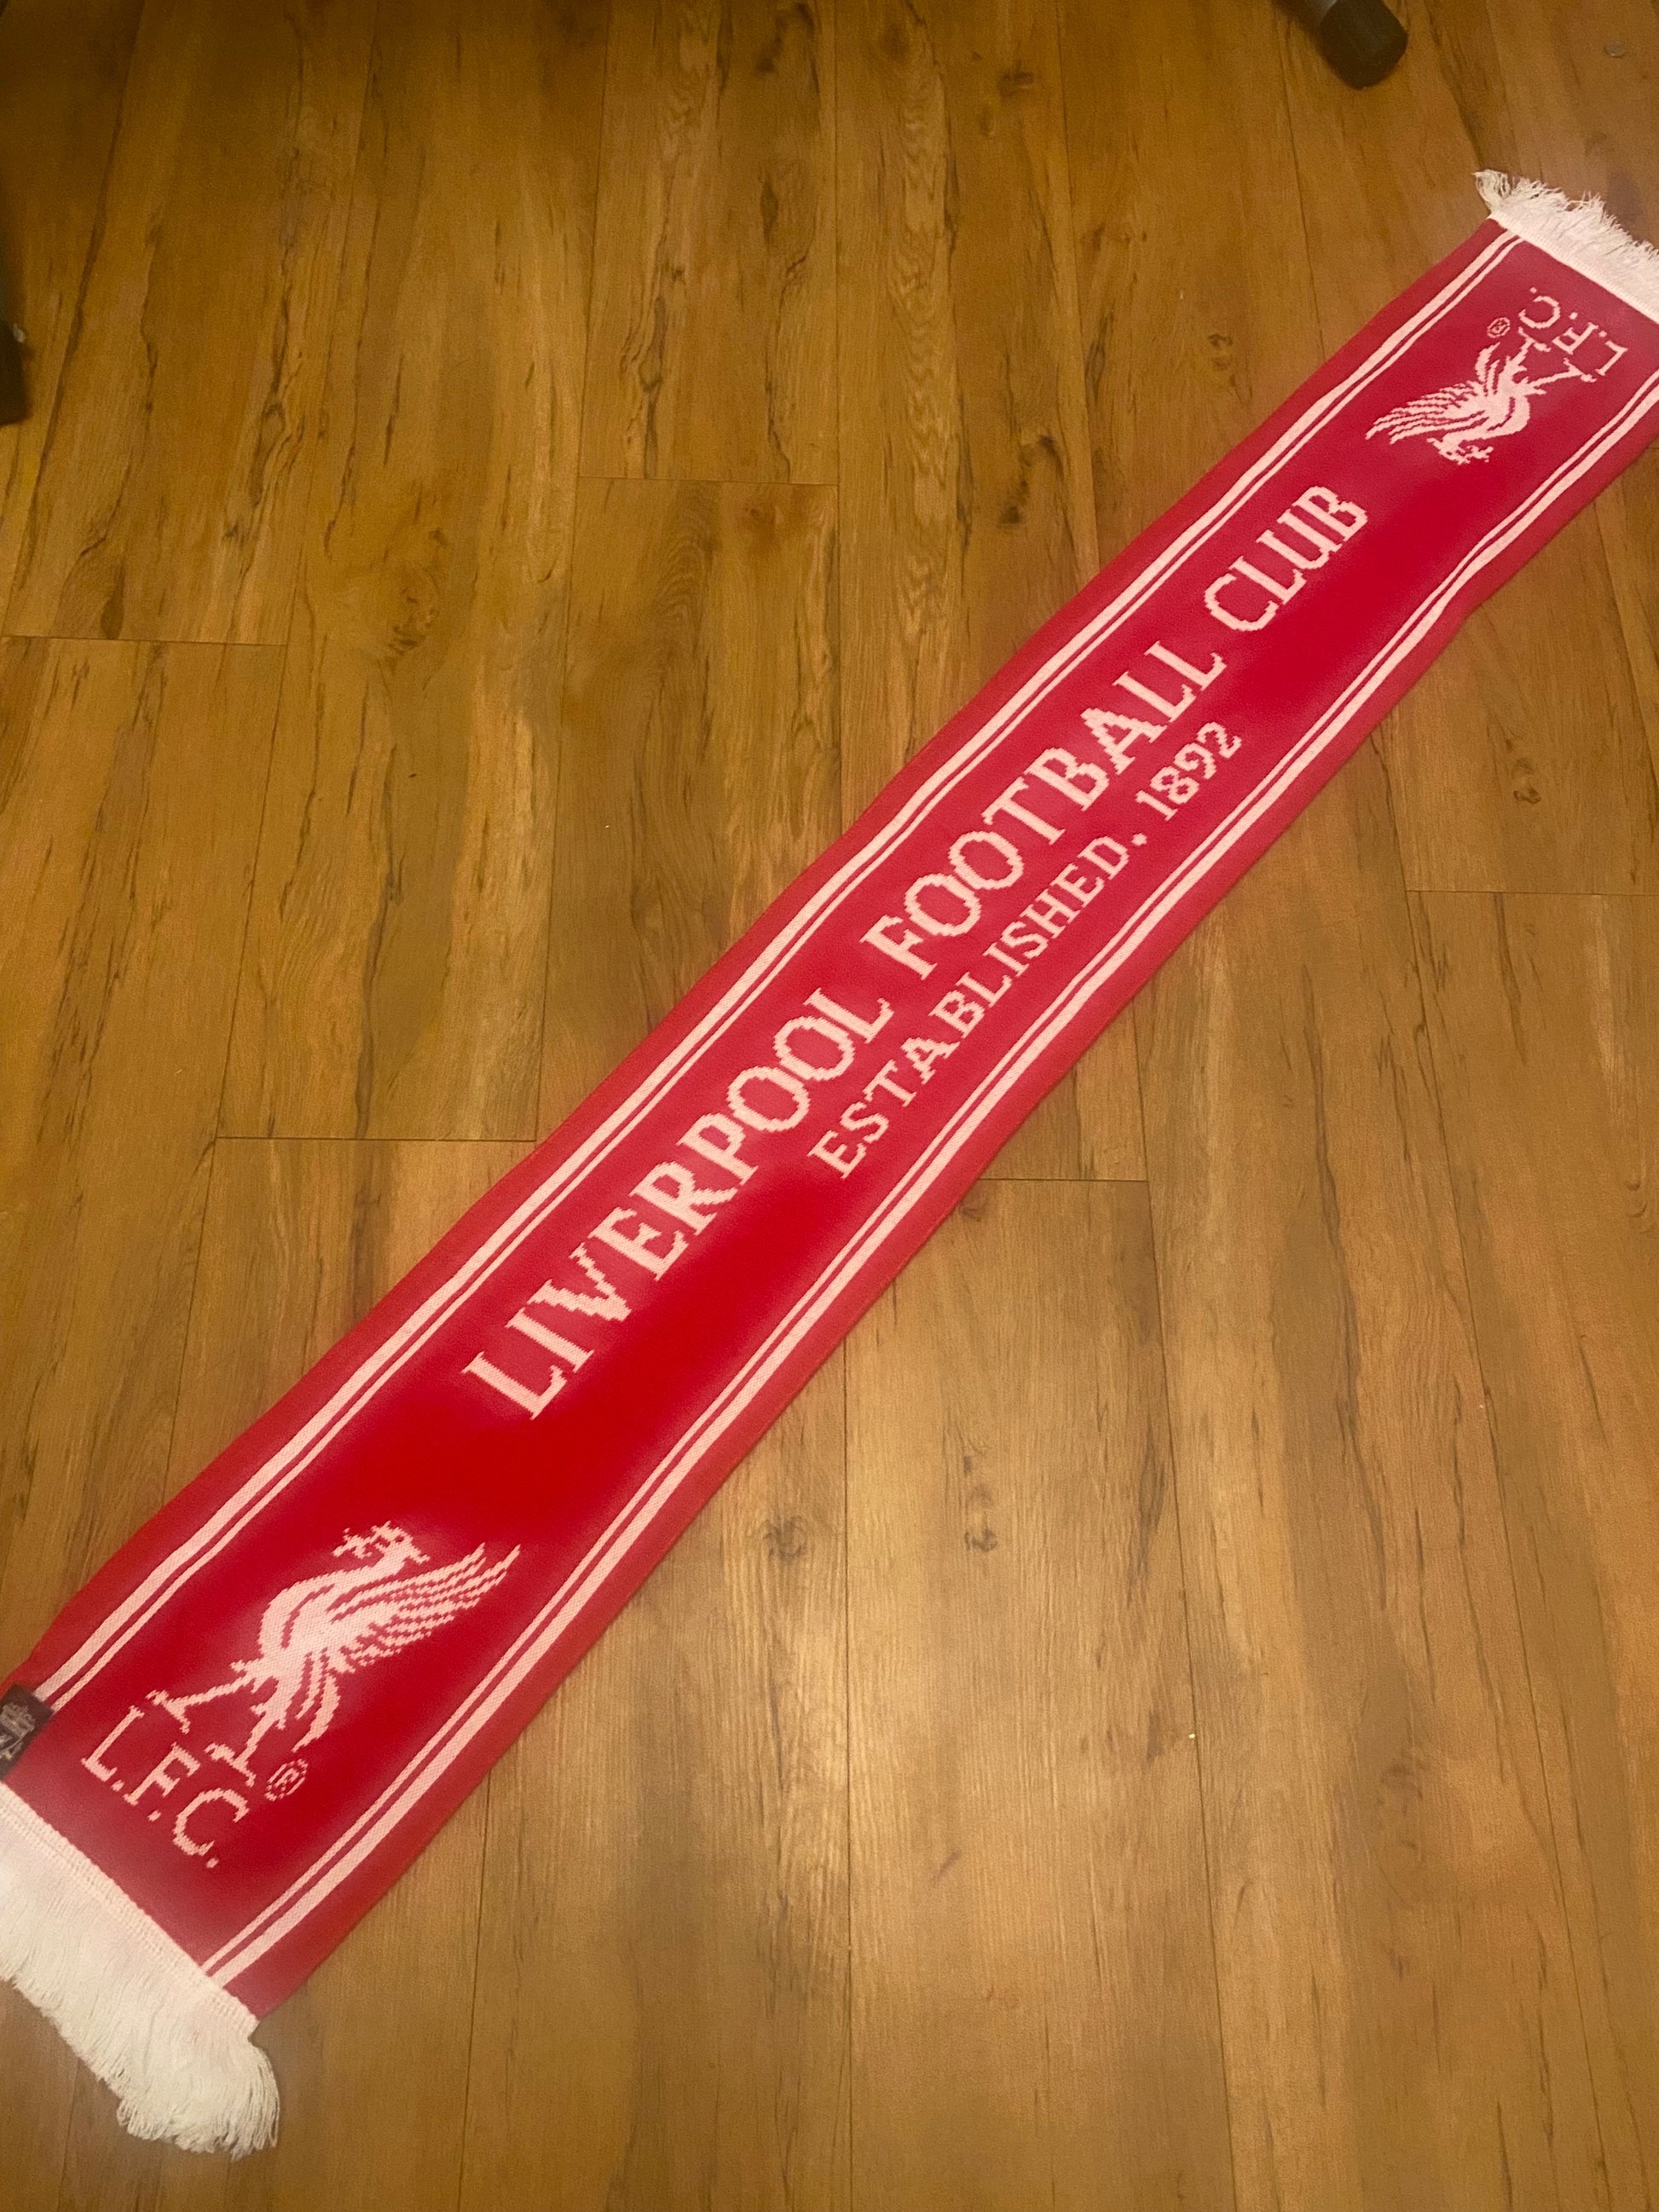 LIVERPOOL FOOTBALL CLUB
ESTABLISHED. 1892
L.F.C.
®
L.F.C.
®